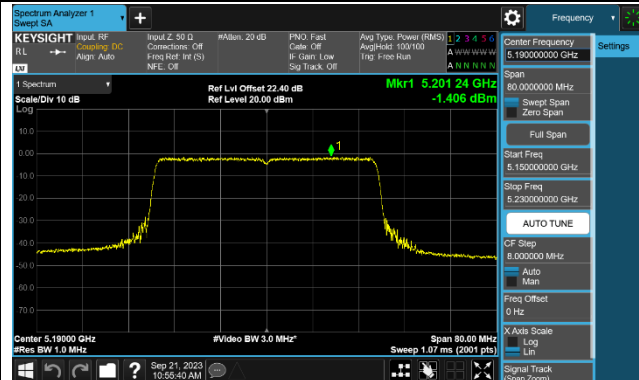 Spectrum Analyzer 1
Swept SA
Frequency
KEYSIGHT
RL
LXI
Input: RF
Coupling: DC
Align: Auto
Input Z: 50 Ω
Corrections: Off
Freq Ref: Int (S)
NFE: Off
#Atten: 20 dB
PNO: Fast
Gate: Off
IF Gain: Low
Sig Track: Off
Avg Type: Power (RMS)
Avg|Hold: 100/100
Trig: Free Run
1 2 3 4 5 6
A W W W W W
A N N N N N
1 Spectrum
Scale/Div 10 dB
Log
Ref Lvl Offset 22.40 dB
Ref Level 20.00 dBm
Mkr1 5.201 24 GHz
-1.406 dBm
10.0
0.00
-10.0
-20.0
-30.0
-40.0
-50.0
-60.0
-70.0
1
Center 5.19000 GHz
#Res BW 1.0 MHz
#Video BW 3.0 MHz*
Span 80.00 MHz
Sweep 1.07 ms (2001 pts)
Sep 21, 2023
10:55:40 AM
Center Frequency
5.190000000 GHz
Settings
Span
80.0000000 MHz
Swept Span
Zero Span
Full Span
Start Freq
5.150000000 GHz
Stop Freq
5.230000000 GHz
AUTO TUNE
CF Step
8.000000 MHz
Auto
Man
Freq Offset
0 Hz
X Axis Scale
Log
Lin
Signal Track
(Span Zoom)